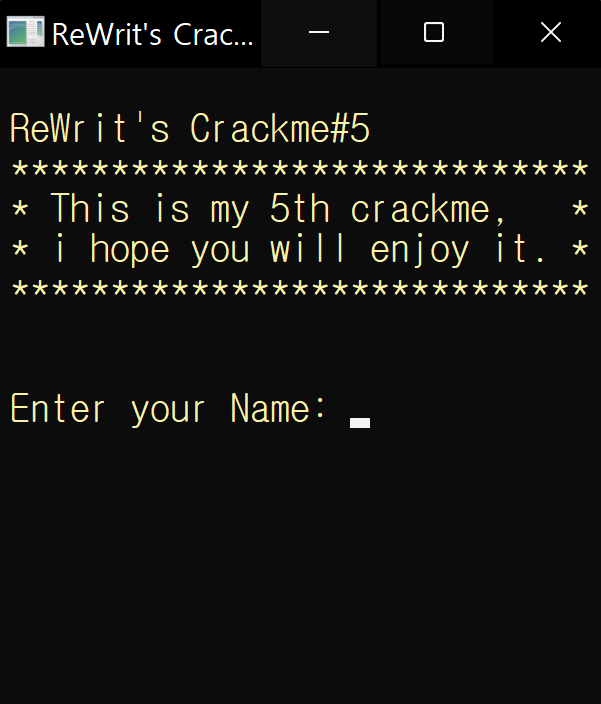 ReWrit's Crac...
ReWrit's Crackme#5
*****************************
* This is my 5th crackme,   *
* i hope you will enjoy it. *
*****************************
Enter your Name: